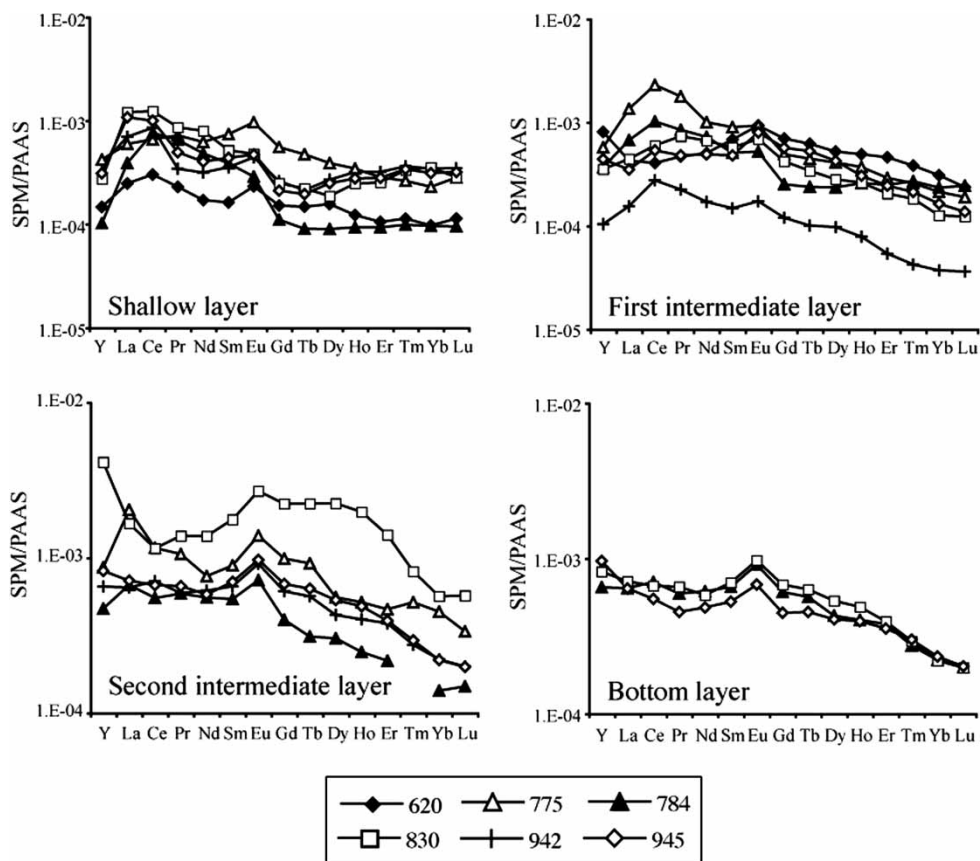 1.E-02
1.E-03
1.E-04
1.E-05
SPM/PAAS
Shallow layer
Y La Ce Pr Nd Sm Eu Gd Tb Dy Ho Er Tm Yb Lu
1.E-02
1.E-03
1.E-04
1.E-05
SPM/PAAS
First intermediate layer
Y La Ce Pr Nd Sm Eu Gd Tb Dy Ho Er Tm Yb Lu
1.E-02
1.E-03
1.E-04
SPM/PAAS
Second intermediate layer
Y La Ce Pr Nd Sm Eu Gd Tb Dy Ho Er Tm Yb Lu
1.E-02
1.E-03
1.E-04
SPM/PAAS
Bottom layer
Y La Ce Pr Nd Sm Eu Gd Tb Dy Ho Er Tm Yb Lu
620 775 784
830 942 945